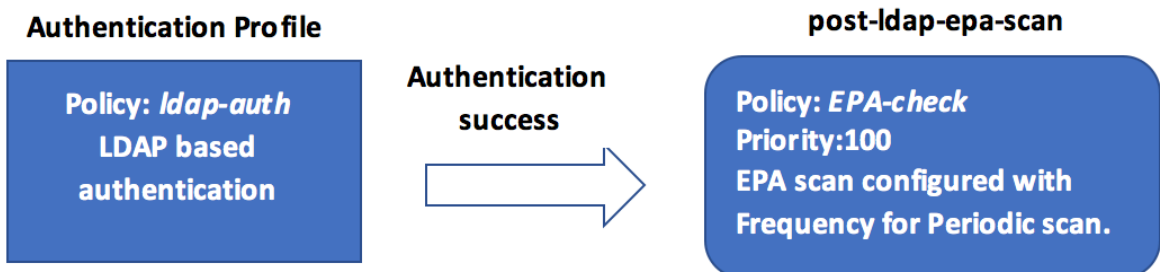 Authentication Profile
Policy: ldap-auth
LDAP based
authentication
Authentication
success
post-ldap-epa-scan
Policy: EPA-check
Priority:100
EPA scan configured with
Frequency for Periodic scan.